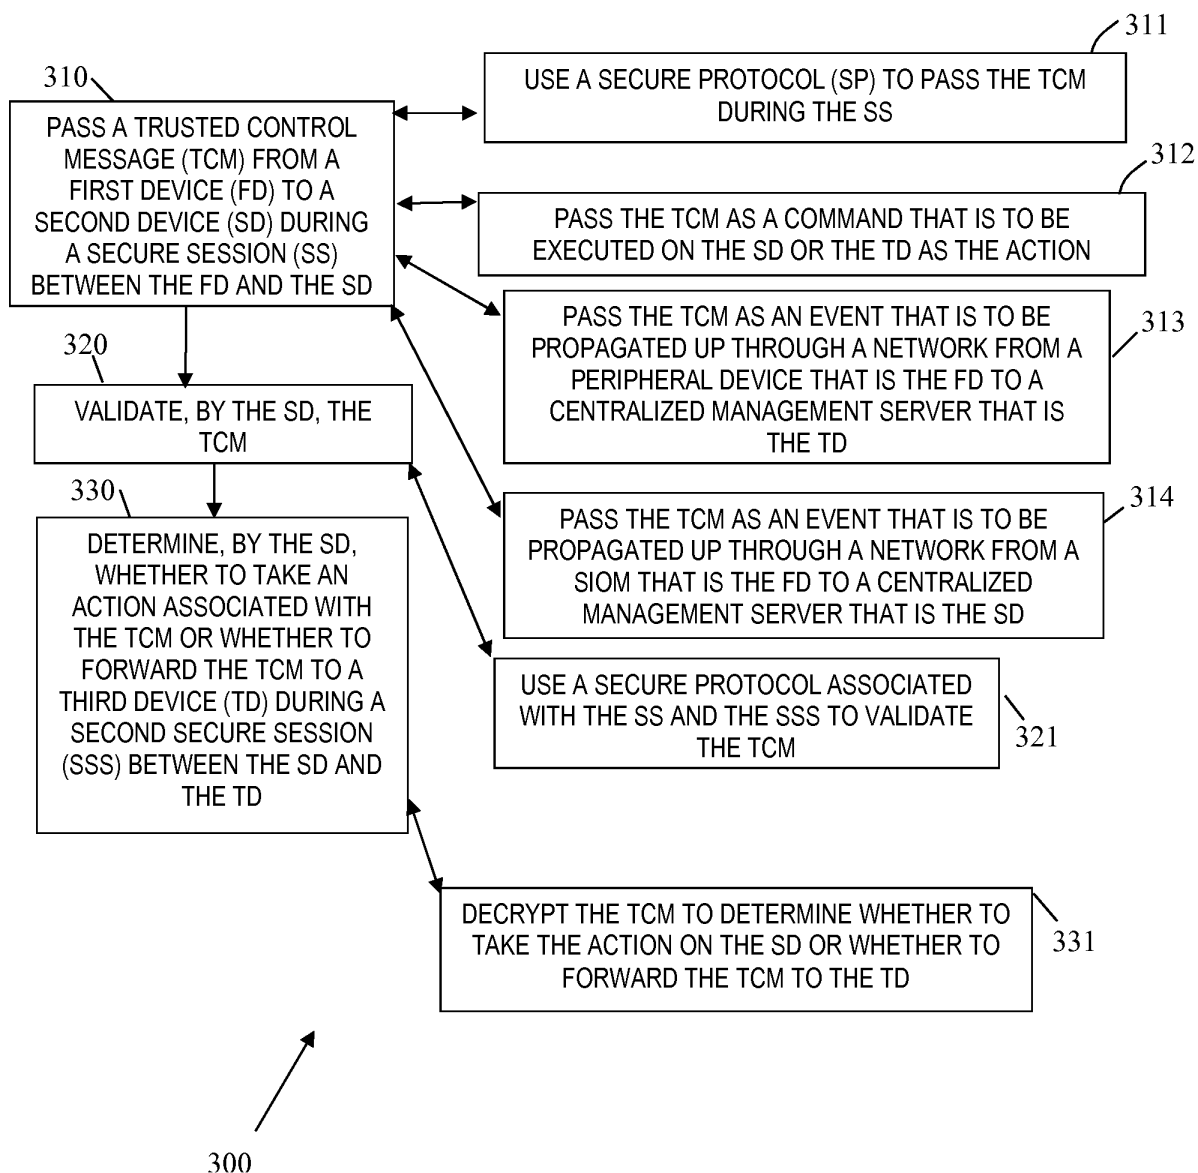 310
PASS A TRUSTED CONTROL
MESSAGE (TCM) FROM A
FIRST DEVICE (FD) TO A
SECOND DEVICE (SD) DURING
A SECURE SESSION (SS)
BETWEEN THE FD AND THE SD
311
USE A SECURE PROTOCOL (SP) TO PASS THE TCM
DURING THE SS
312
PASS THE TCM AS A COMMAND THAT IS TO BE
EXECUTED ON THE SD OR THE TD AS THE ACTION
313
PASS THE TCM AS AN EVENT THAT IS TO BE
PROPAGATED UP THROUGH A NETWORK FROM A
PERIPHERAL DEVICE THAT IS THE FD TO A
CENTRALIZED MANAGEMENT SERVER THAT IS
THE TD
314
PASS THE TCM AS AN EVENT THAT IS TO BE
PROPAGATED UP THROUGH A NETWORK FROM A
SIOM THAT IS THE FD TO A CENTRALIZED
MANAGEMENT SERVER THAT IS THE SD
320
VALIDATE, BY THE SD, THE
TCM
321
USE A SECURE PROTOCOL ASSOCIATED
WITH THE SS AND THE SSS TO VALIDATE
THE TCM
330
DETERMINE, BY THE SD,
WHETHER TO TAKE AN
ACTION ASSOCIATED WITH
THE TCM OR WHETHER TO
FORWARD THE TCM TO A
THIRD DEVICE (TD) DURING A
SECOND SECURE SESSION
(SSS) BETWEEN THE SD AND
THE TD
331
DECRYPT THE TCM TO DETERMINE WHETHER TO
TAKE THE ACTION ON THE SD OR WHETHER TO
FORWARD THE TCM TO THE TD
300